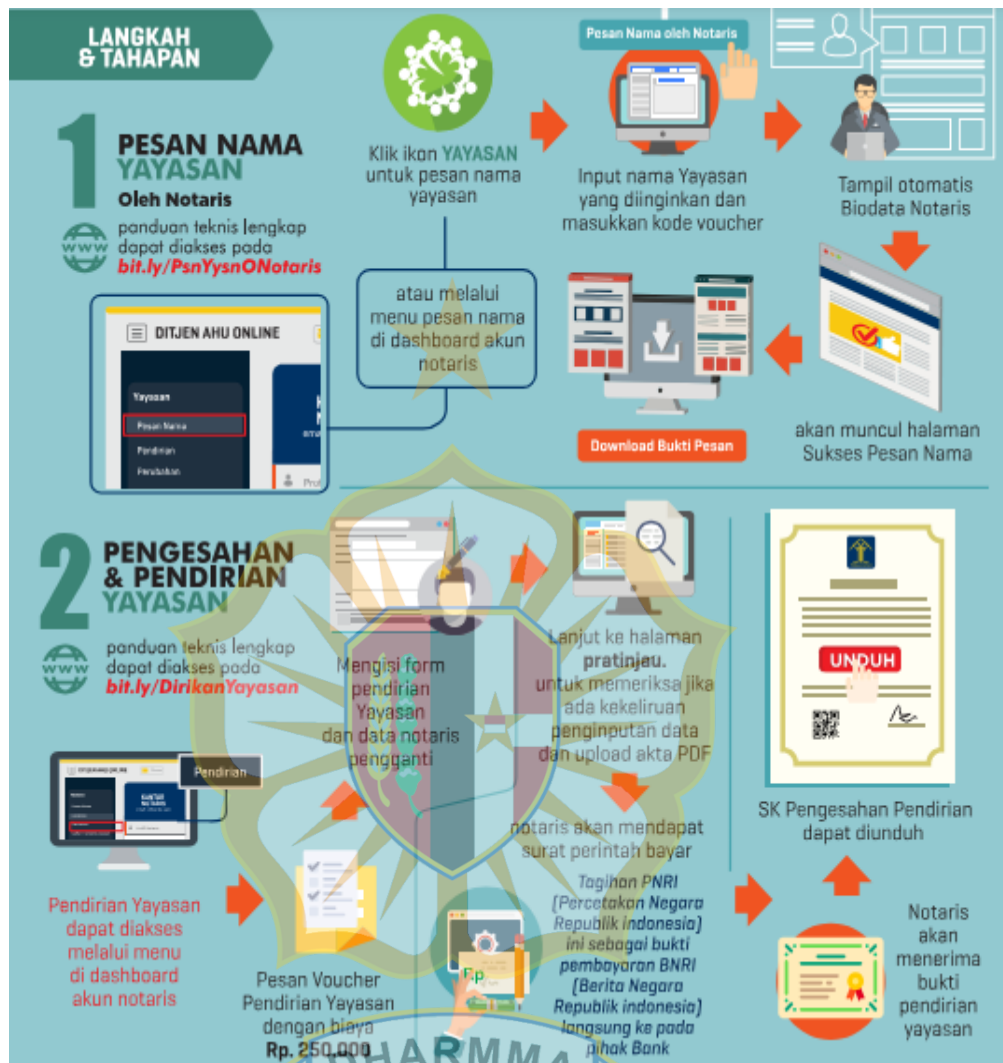 LANGKAH
& TAHAPAN
1
PESAN NAMA
YAYASAN
Oleh Notaris
www
panduan teknis lengkap
dapat diakses pada
bit.ly/PsnYysnONotaris
Klik ikon YAYASAN
untuk pesan nama
yayasan
atau melalui
menu pesan nama
di dashboard akun
notaris
DITJEN AHU ONLINE
Yayasan
Pesan Nama
Pendirian
Perubahan
Pesan Nama oleh Notaris
Input nama Yayasan
yang diinginkan dan
masukkan kode voucher
Tampil otomatis
Biodata Notaris
akan muncul halaman
Sukses Pesan Nama
Download Bukti Pesan
2
PENGESAHAN
& PENDIRIAN
YAYASAN
www
panduan teknis lengkap
dapat diakses pada
bit.ly/DirikanYayasan
Pendirian
Pendirian Yayasan
dapat diakses
melalui menu
di dashboard
akun notaris
Pesan Voucher
Pendirian Yayasan
dengan biaya
Rp. 250.000
Mengisi form
pendirian
Yayasan
dan data notaris
pengganti
Lanjut ke halaman
pratinjau.
untuk memeriksa jika
ada kekeliruan
penginputan data
dan upload akta PDF
notaris akan mendapat
surat perintah bayar
Rp
Tagihan PNRI
(Percetakan Negara
Republik indonesia)
ini sebagai bukti
pembayaran BNRI
(Berita Negara
Republik indonesia)
langsung ke pada
pihak Bank
Notaris
akan
menerima
bukti
pendirian
yayasan
UNDUH
SK Pengesahan Pendirian
dapat diunduh